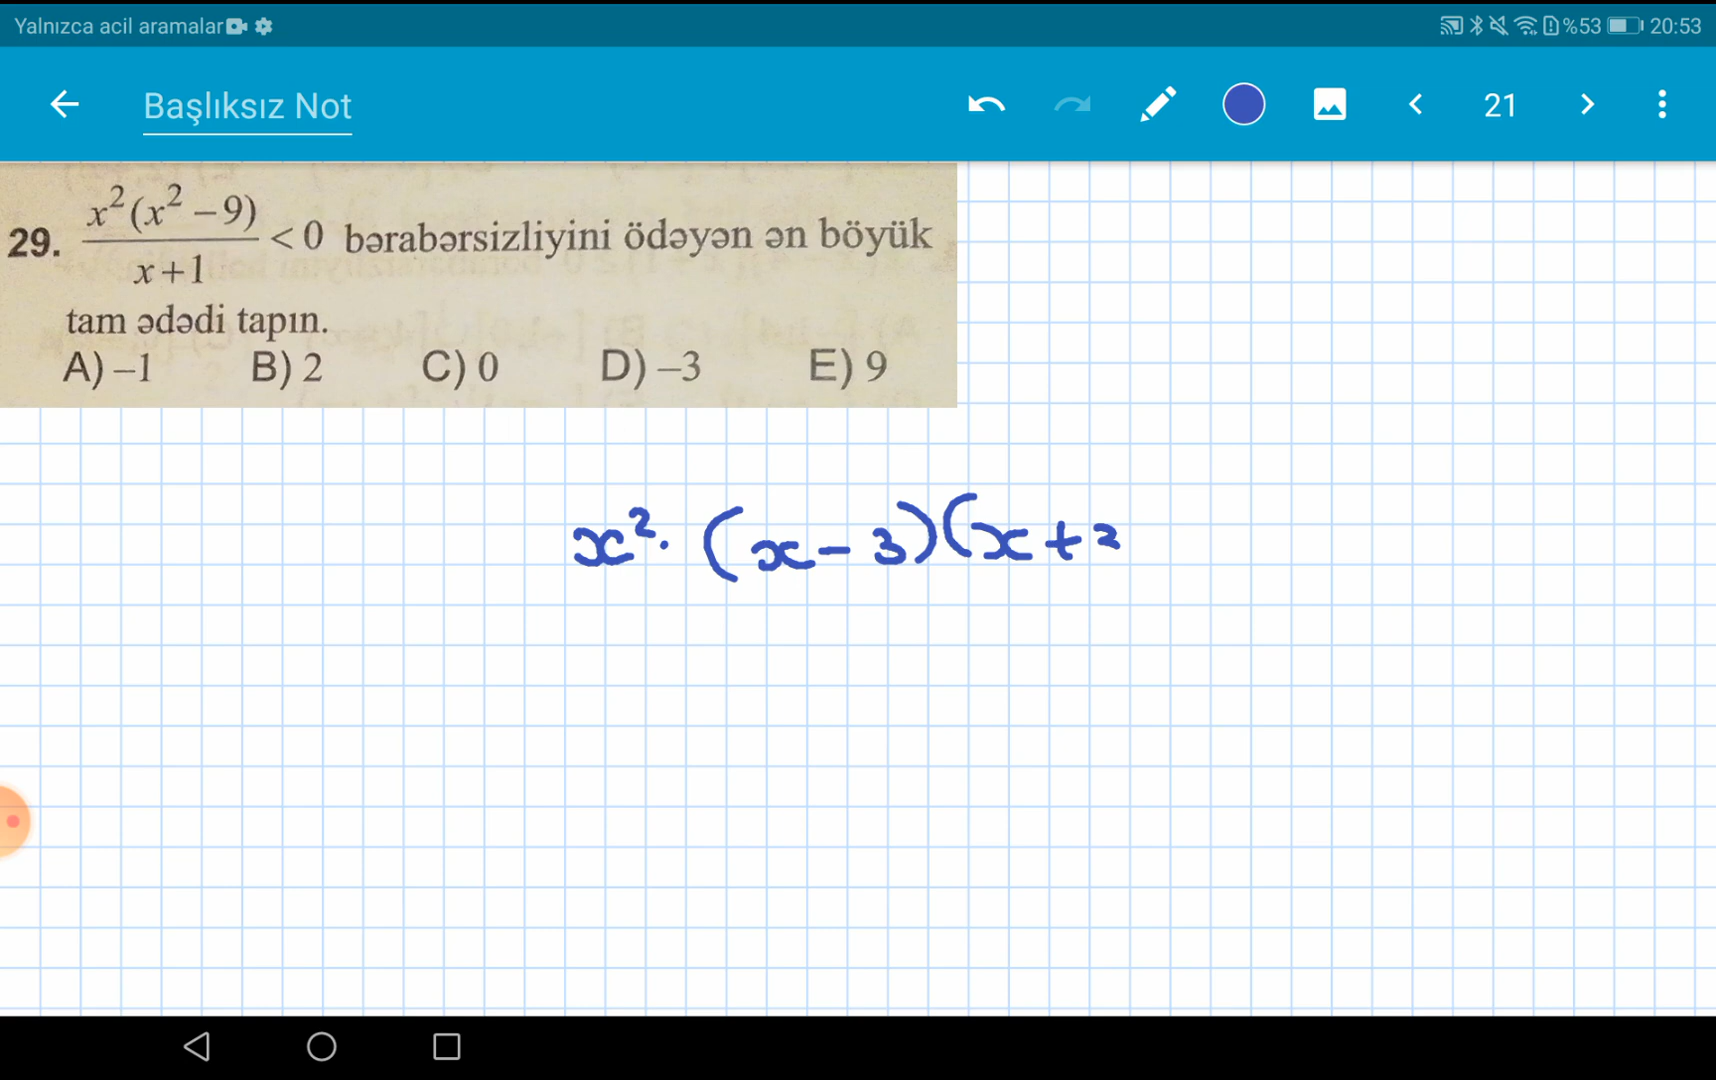 Yalnızca acil aramalar %53 20:53
Başlıksız Not 21
29. x²(x² – 9) / x+1 < 0 bərabərsizliyini ödəyən ən böyük
tam ədədi tapın.
A) –1 B) 2 C) 0 D) –3 E) 9
x² · (x – 3)(x +